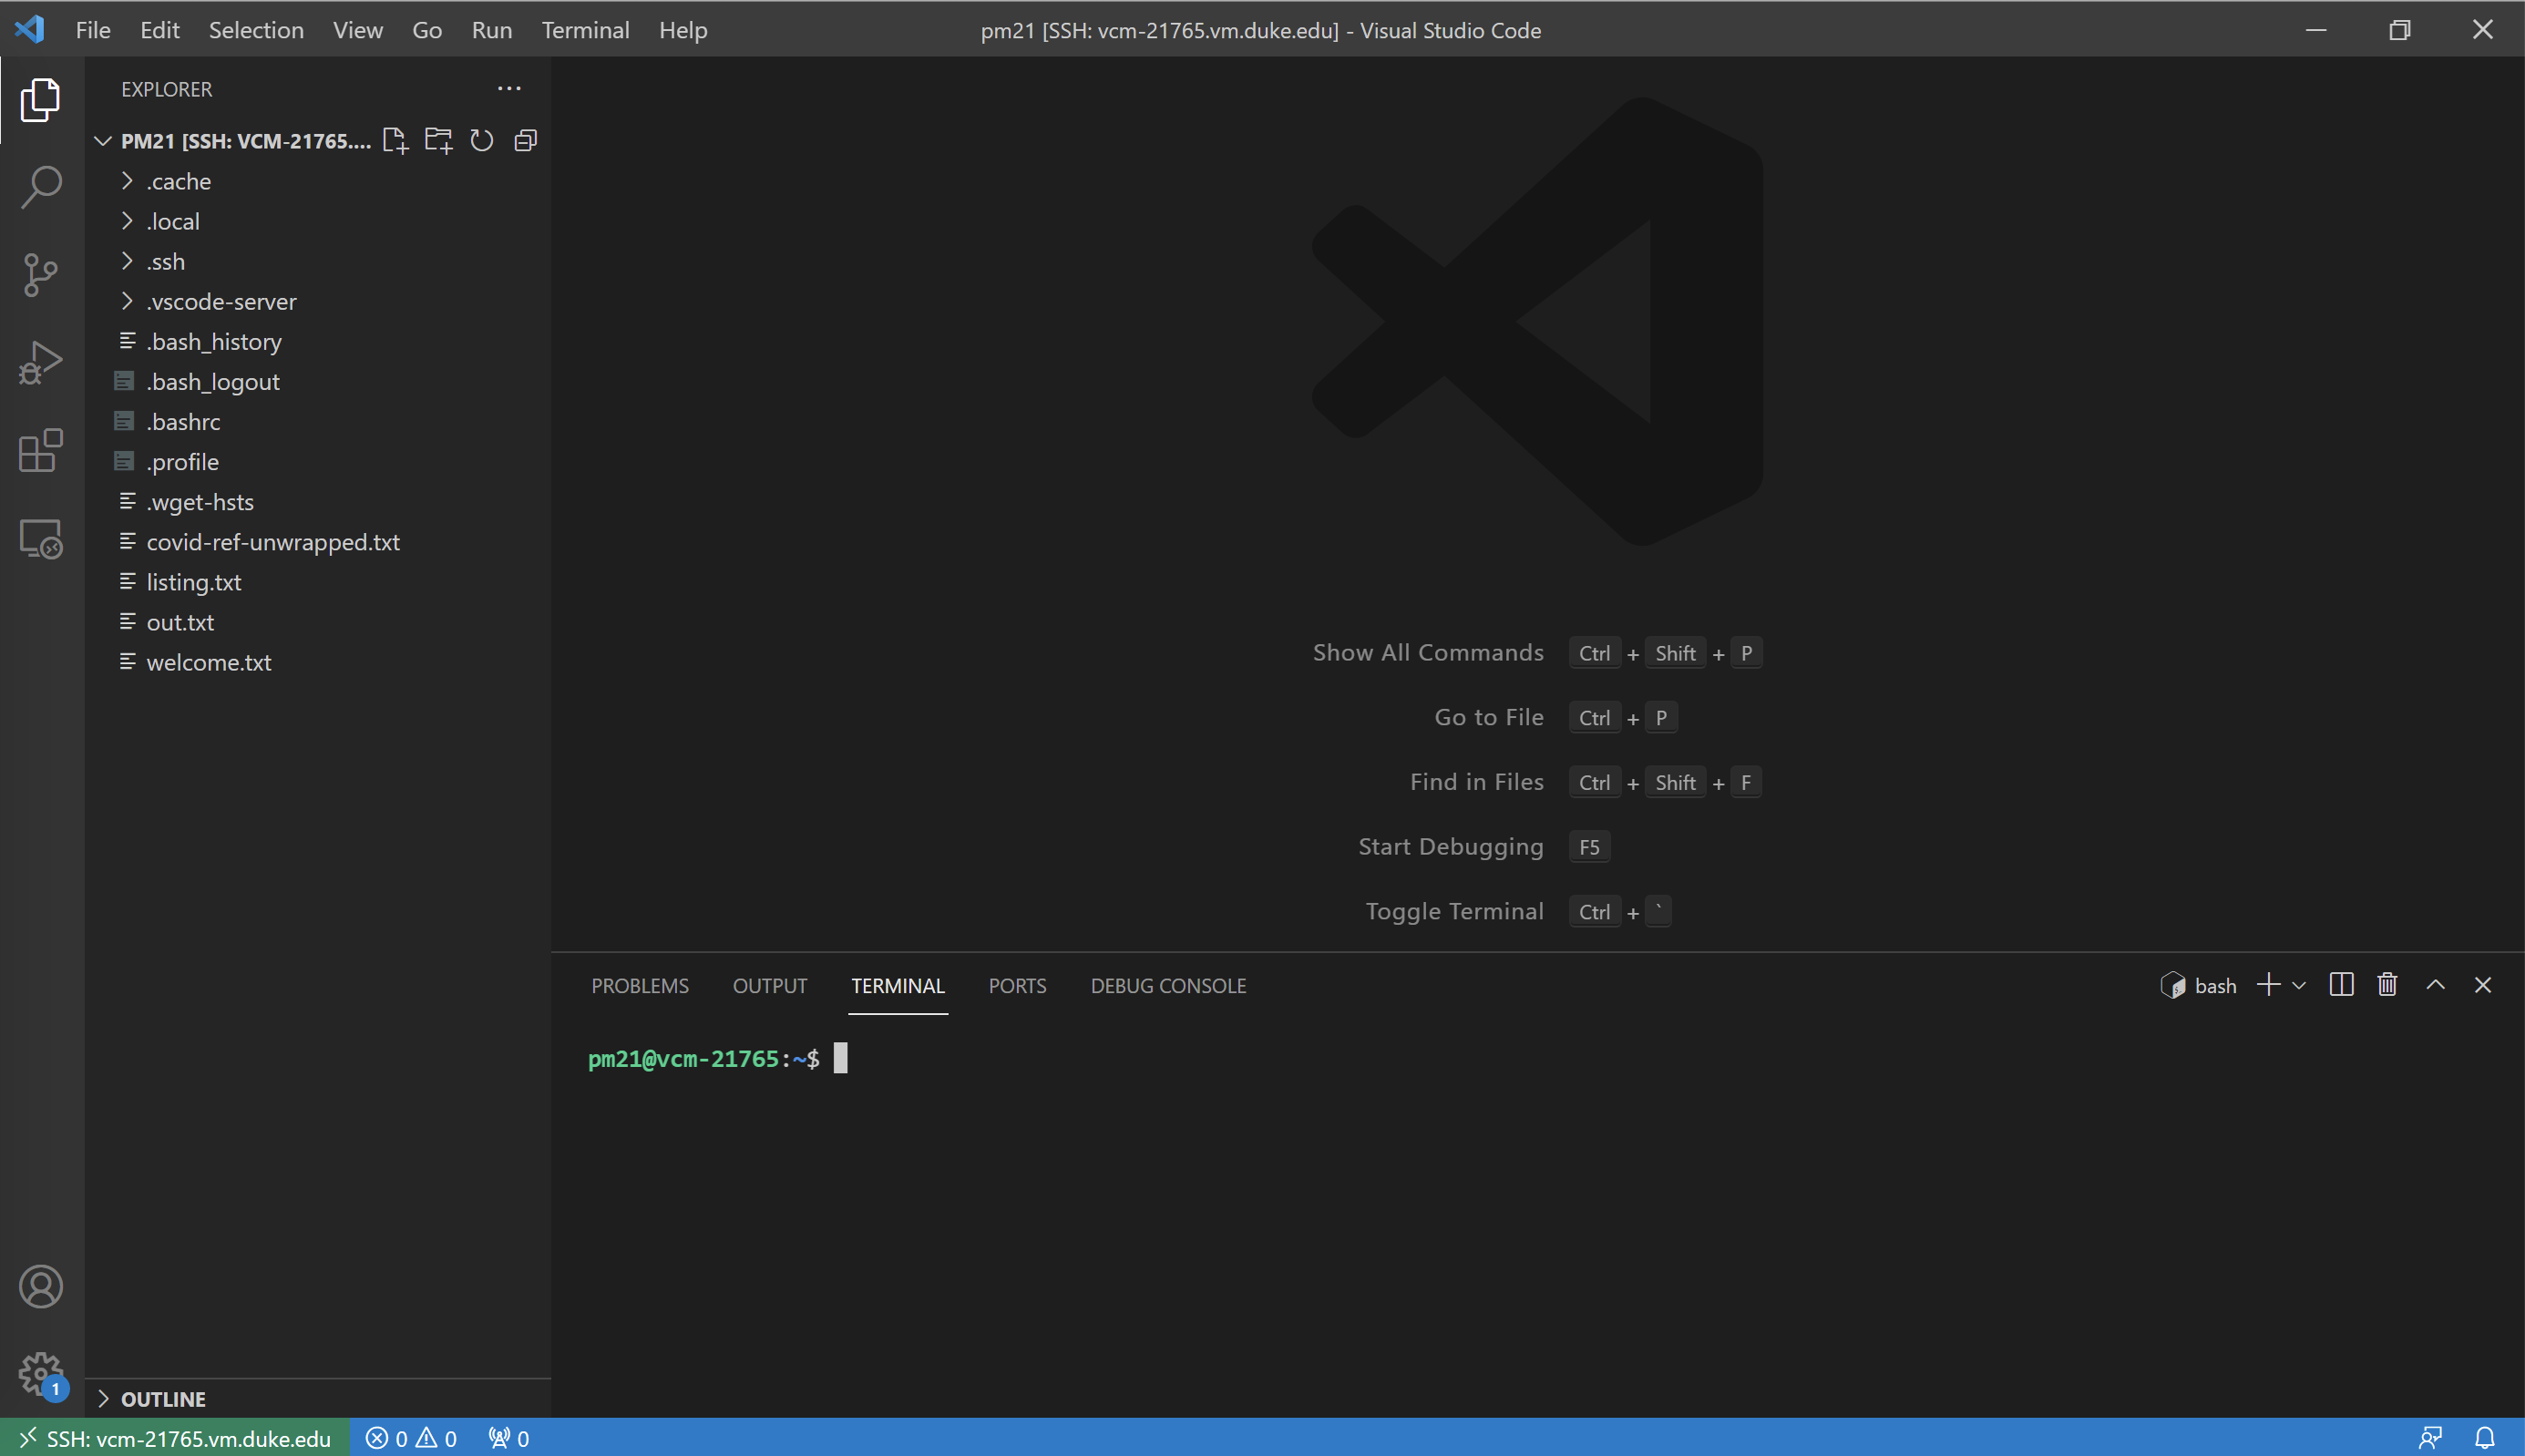 File Edit Selection View Go Run Terminal Help
pm21 [SSH: vcm-21765.vm.duke.edu] - Visual Studio Code
EXPLORER
PM21 [SSH: VCM-21765....
.cache
.local
.ssh
.vscode-server
.bash_history
.bash_logout
.bashrc
.profile
.wget-hsts
covid-ref-unwrapped.txt
listing.txt
out.txt
welcome.txt
OUTLINE
1
Show All Commands Ctrl + Shift + P
Go to File Ctrl + P
Find in Files Ctrl + Shift + F
Start Debugging F5
Toggle Terminal Ctrl + `
PROBLEMS OUTPUT TERMINAL PORTS DEBUG CONSOLE
bash
pm21@vcm-21765:~$
SSH: vcm-21765.vm.duke.edu 0 0 0